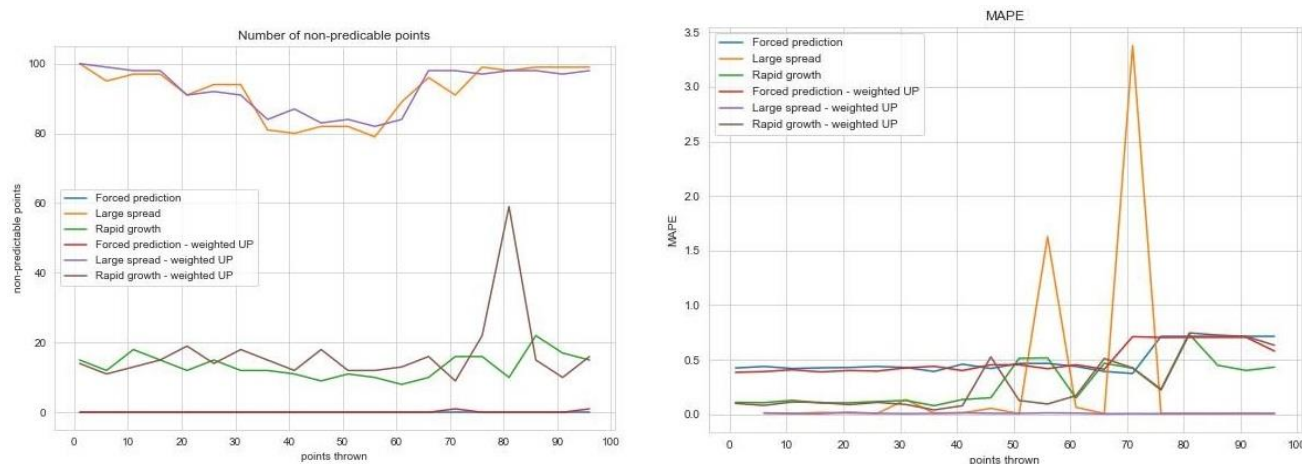 Number of non-predicable points
non-predictable points
100
80
60
40
20
0
Forced prediction
Large spread
Rapid growth
Forced prediction - weighted UP
Large spread - weighted UP
Rapid growth - weighted UP
0 10 20 30 40 50 60 70 80 90 100
points thrown
MAPE
MAPE
3.5
3.0
2.5
2.0
1.5
1.0
0.5
0.0
Forced prediction
Large spread
Rapid growth
Forced prediction - weighted UP
Large spread - weighted UP
Rapid growth - weighted UP
0 10 20 30 40 50 60 70 80 90 100
points thrown